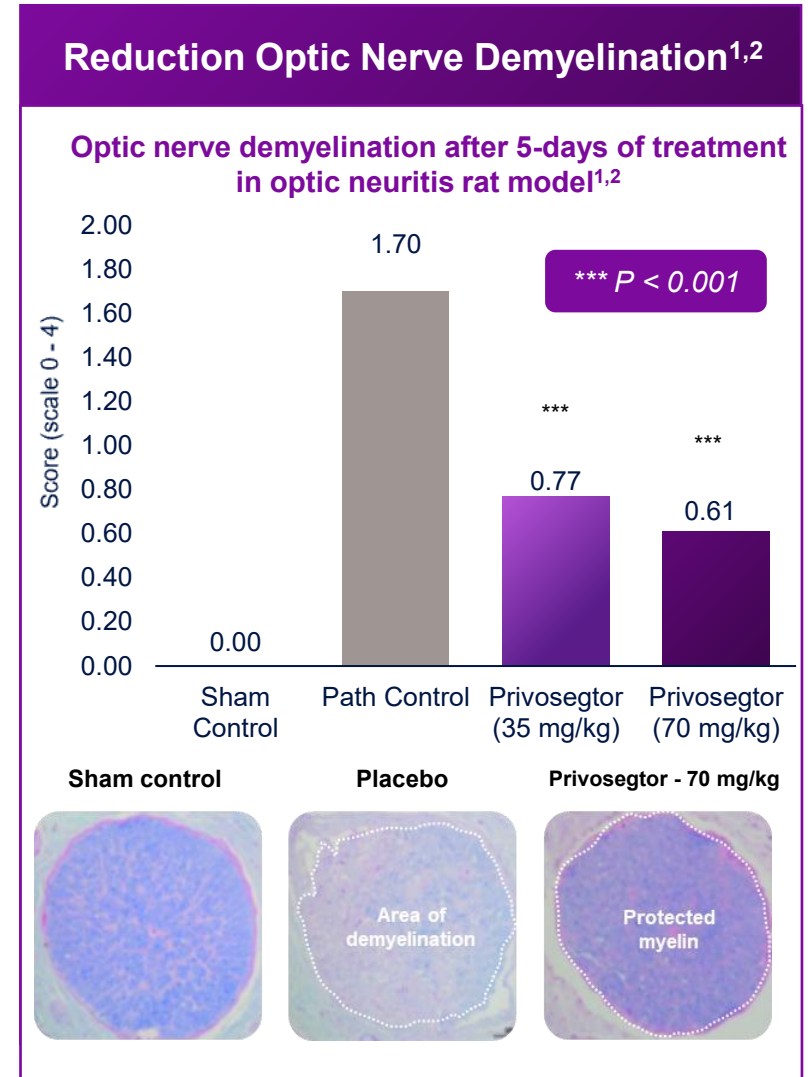 Reduction Optic Nerve Demyelination1,2
Optic nerve demyelination after 5-days of treatment
in optic neuritis rat model1,2
Score (scale 0 - 4)
2.00
1.80
1.60
1.40
1.20
1.00
0.80
0.60
0.40
0.20
0.00
0.00
1.70
0.77
0.61
*** P < 0.001
***
***
Sham
Control
Path Control
Privosegtor
(35 mg/kg)
Privosegtor
(70 mg/kg)
Sham control
Placebo
Privosegtor - 70 mg/kg
Area of
demyelination
Protected
myelin